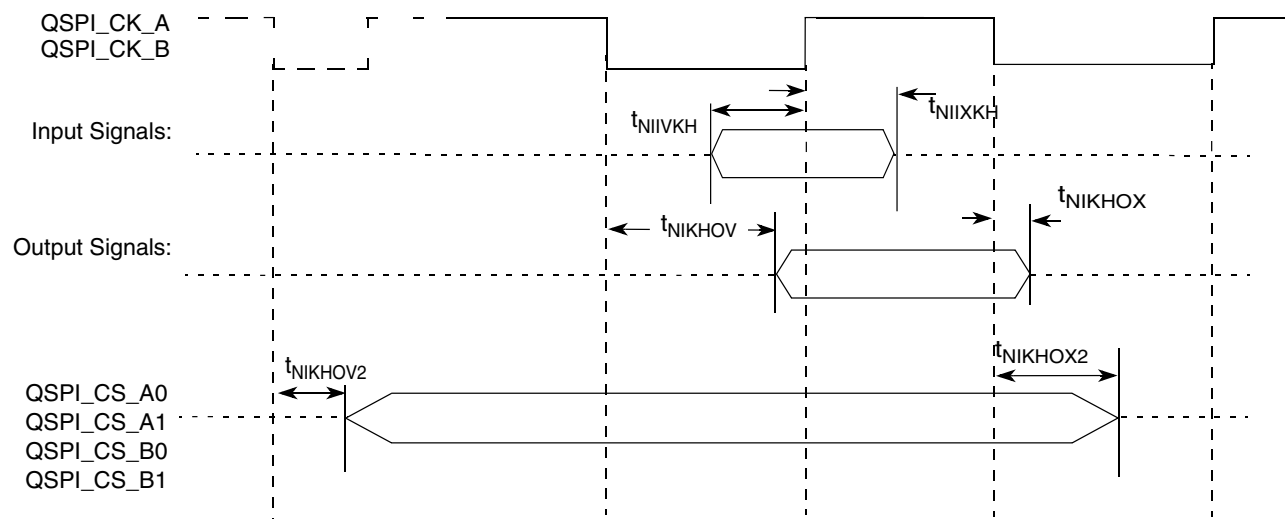 QSPI_CK_A
QSPI_CK_B
tNIIVKH
tNIIXKH
Input Signals:
tNIKHOX
tNIKHOV
Output Signals:
tNIKHOV2
tNIKHOX2
QSPI_CS_A0
QSPI_CS_A1
QSPI_CS_B0
QSPI_CS_B1